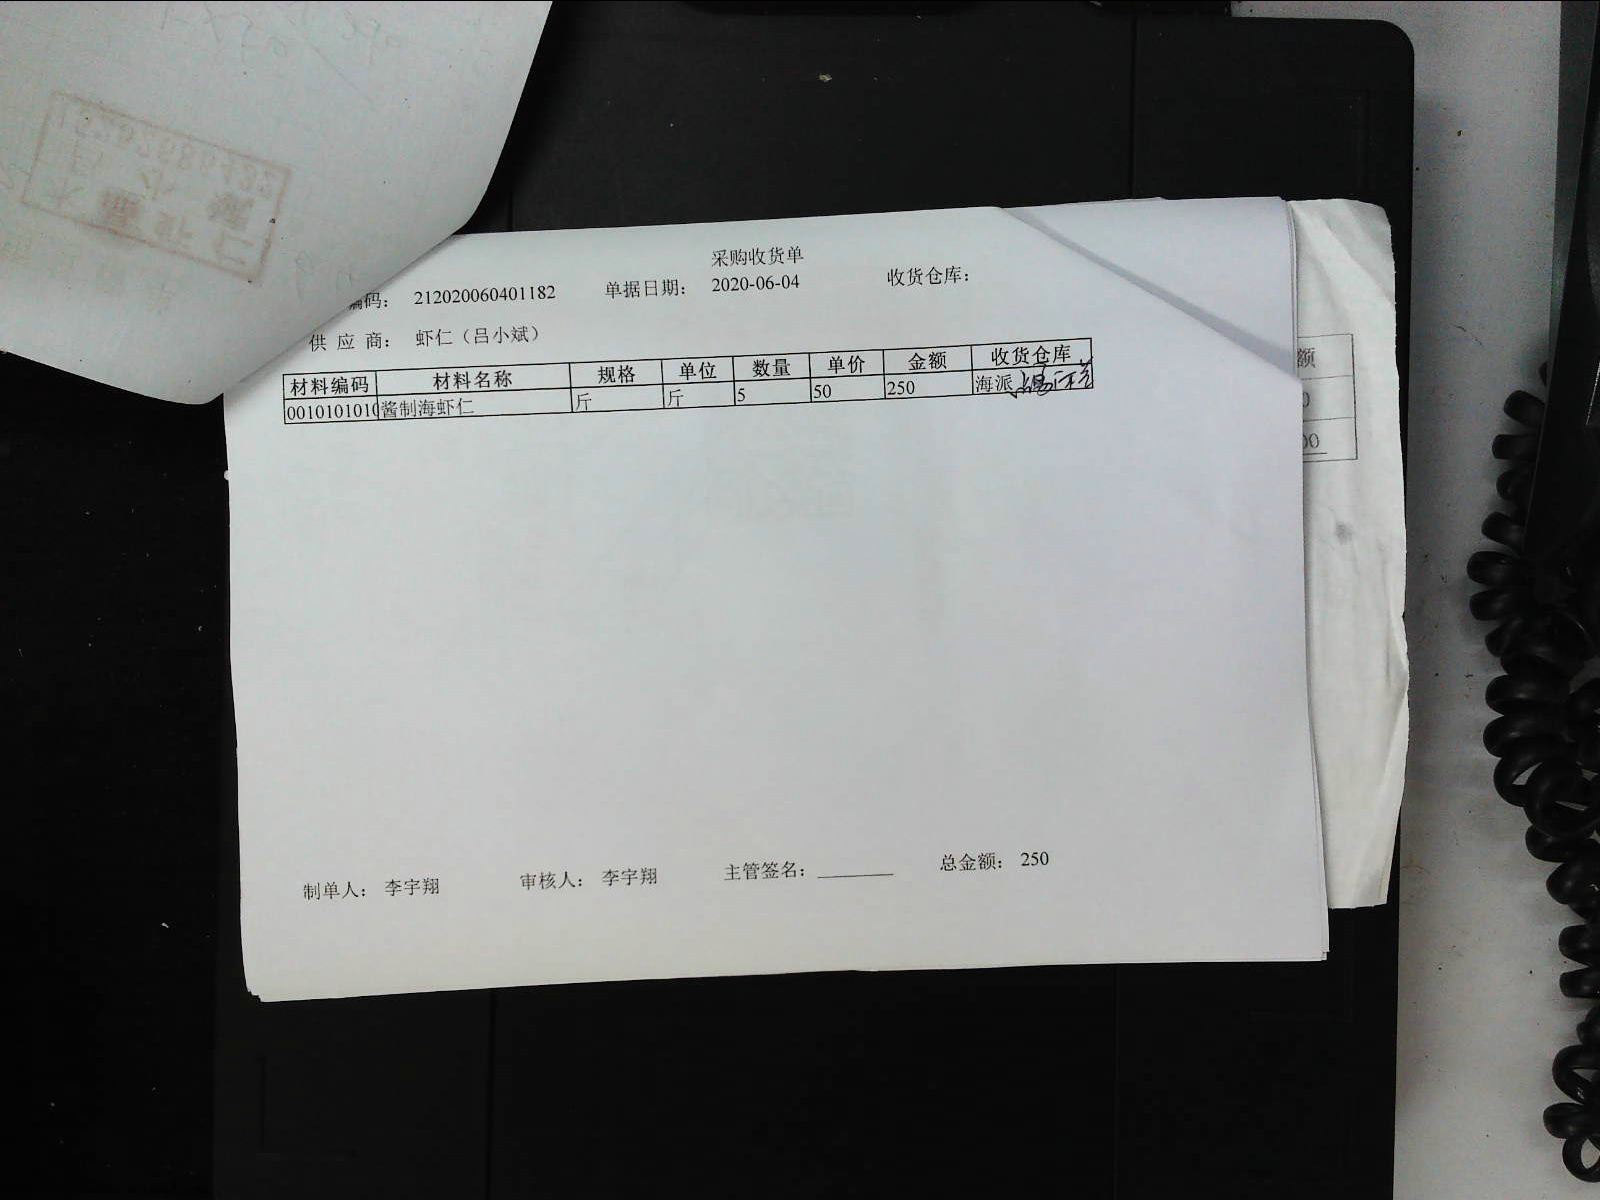 采购收货单
编码： 212020060401182 单据日期： 2020-06-04 收货仓库：
供 应 商： 虾仁（吕小斌）
材料编码 材料名称 规格 单位 数量 单价 金额 收货仓库
0010101010 酱制海虾仁 斤 斤 5 50 250 海派
制单人： 李宇翔 审核人： 李宇翔 主管签名：________ 总金额： 250
额
0
00